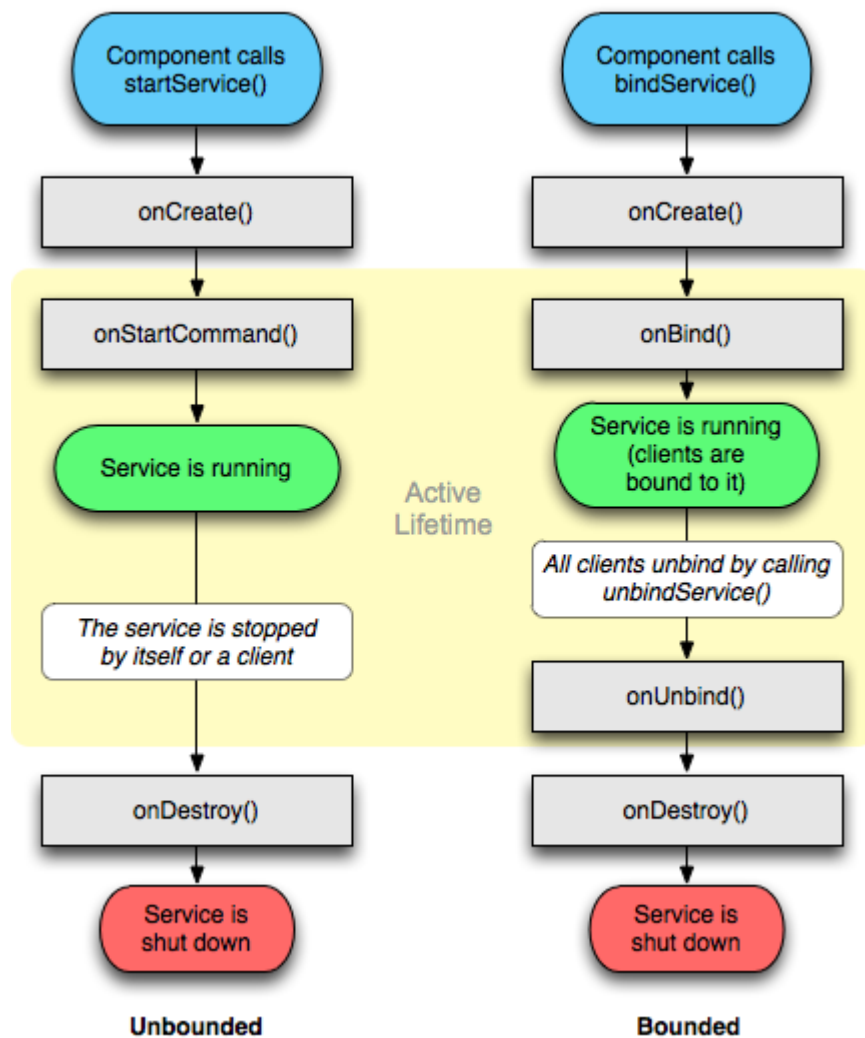 Component calls
startService()
onCreate()
onStartCommand()
Service is running
The service is stopped
by itself or a client
onDestroy()
Service is
shut down
Unbounded
Active
Lifetime
Component calls
bindService()
onCreate()
onBind()
Service is running
(clients are
bound to it)
All clients unbind by calling
unbindService()
onUnbind()
onDestroy()
Service is
shut down
Bounded